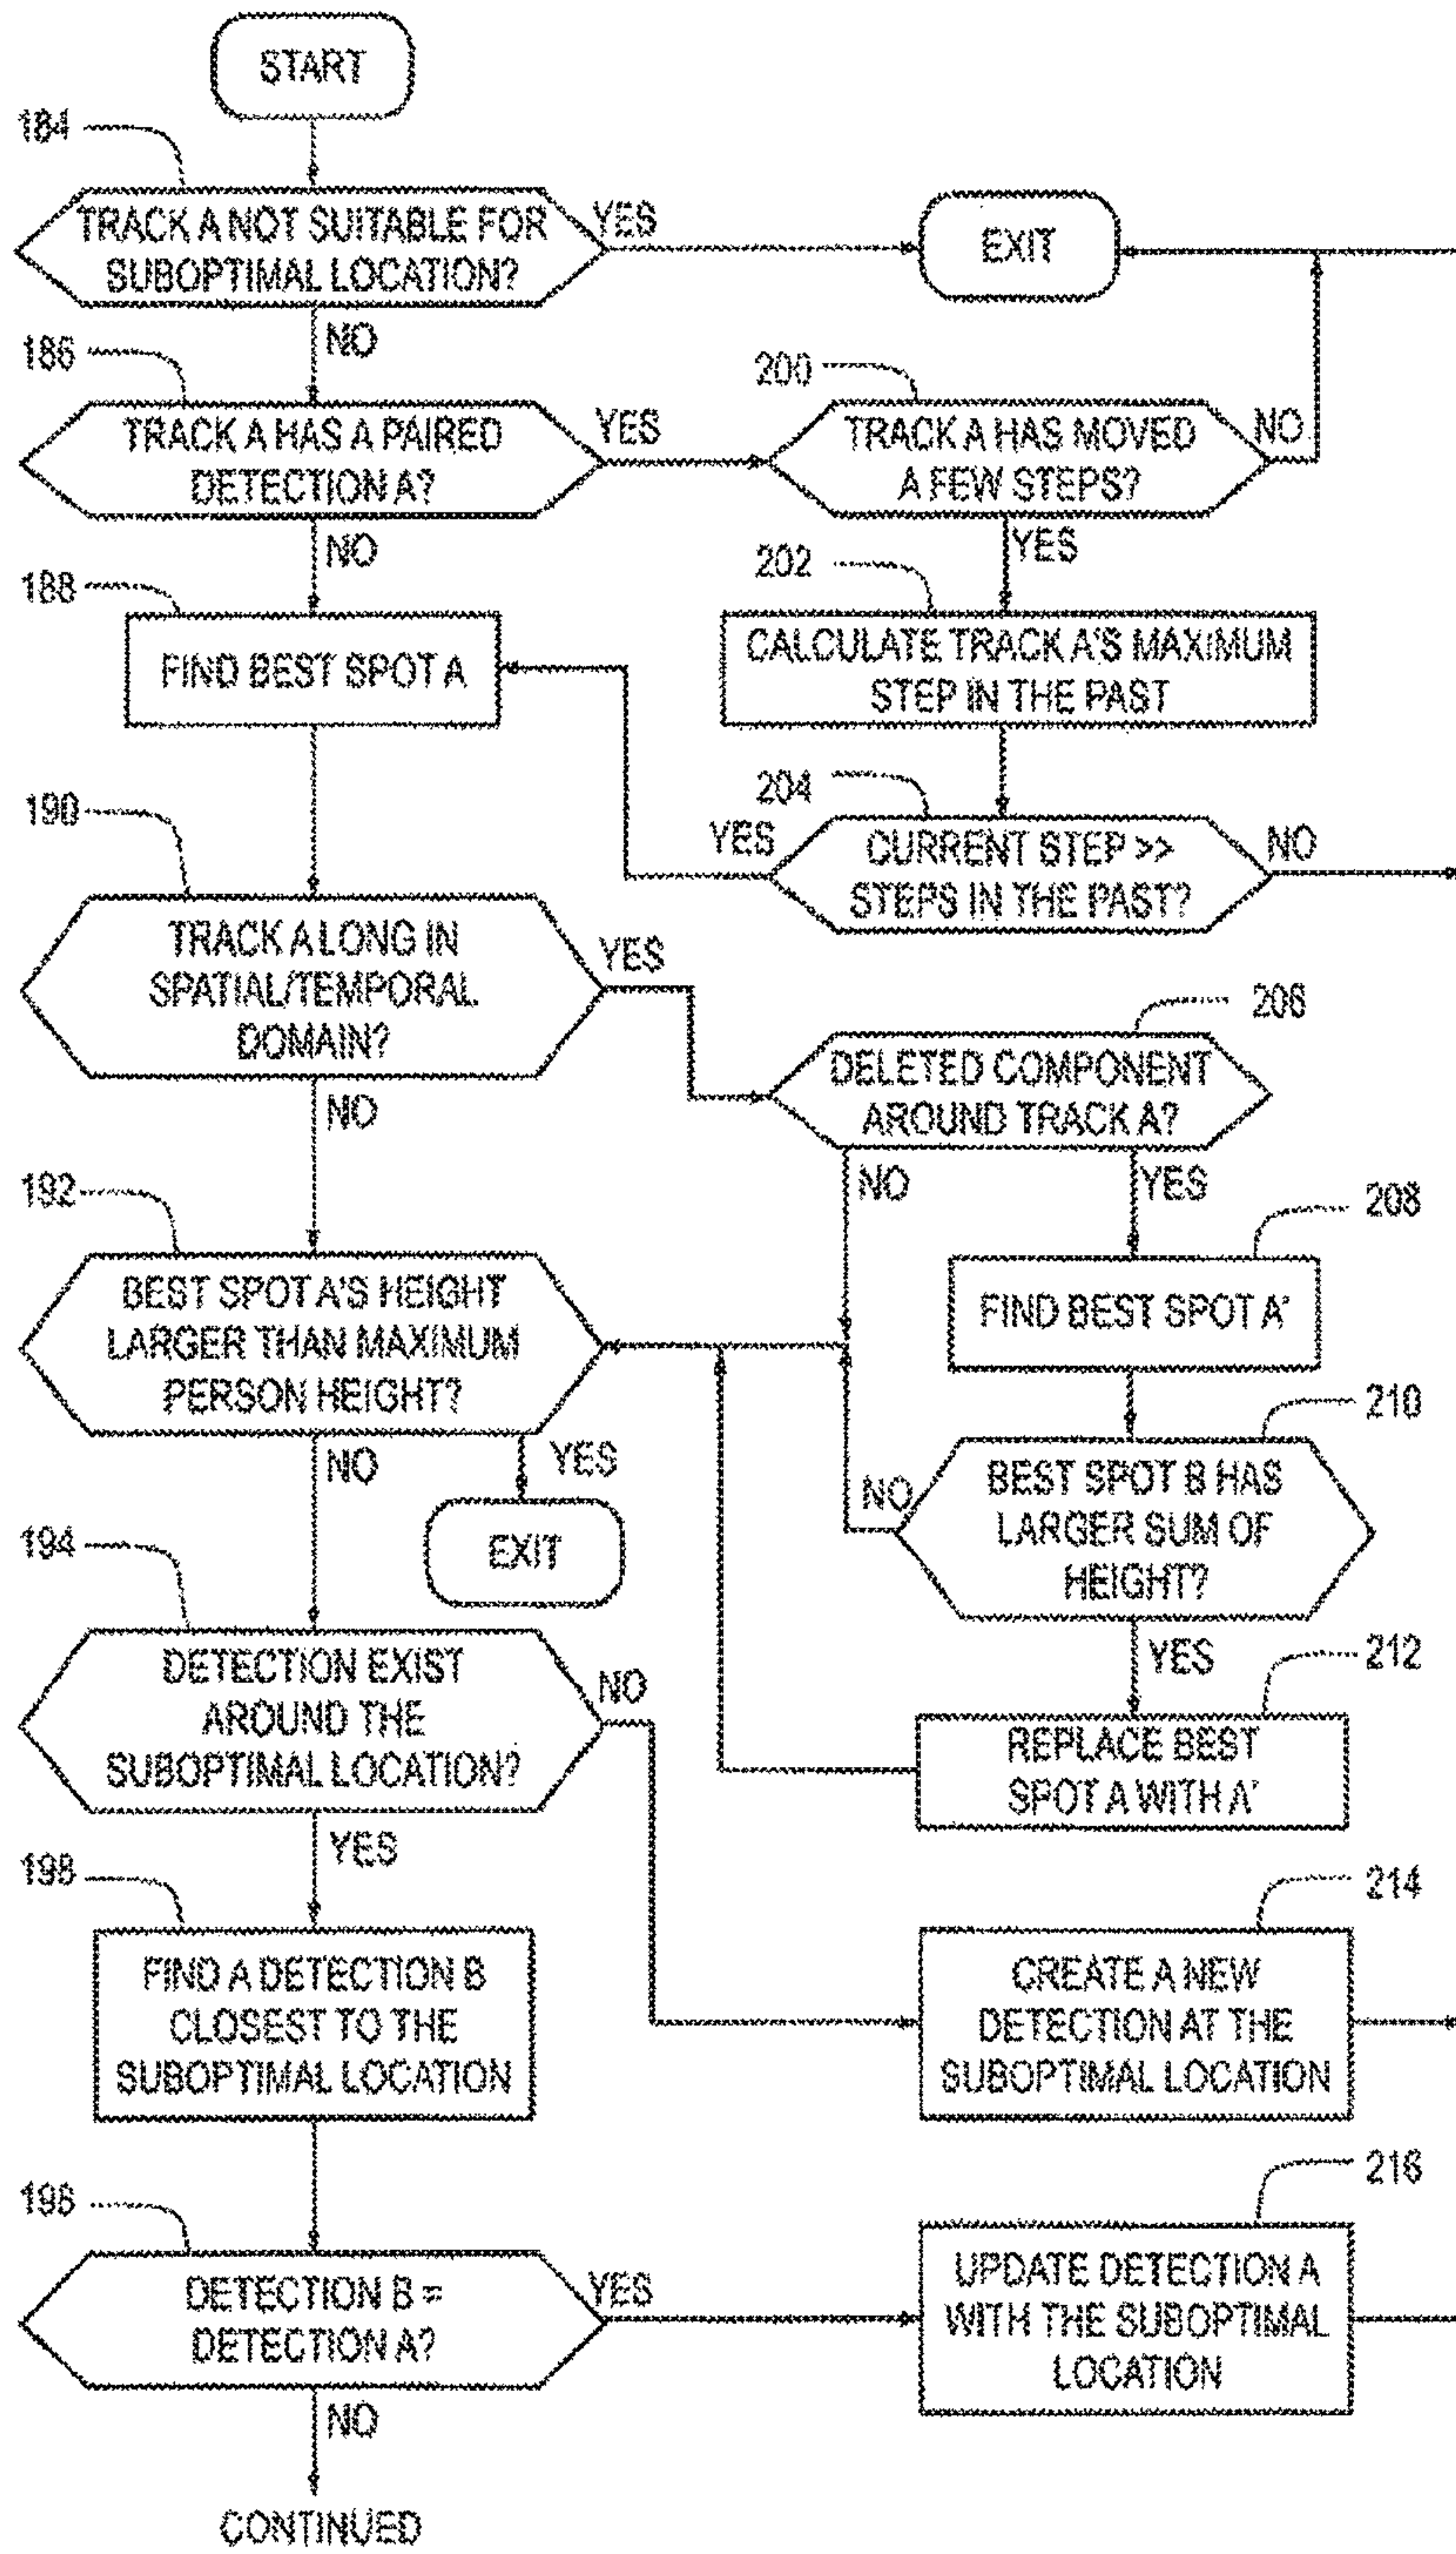 START
184
TRACK A NOT SUITABLE FOR
SUBOPTIMAL LOCATION?
YES
EXIT
NO
186
TRACK A HAS A PAIRED
DETECTION A?
YES
200
TRACK A HAS MOVED
A FEW STEPS?
NO
NO
YES
188
FIND BEST SPOT A
202
CALCULATE TRACK A'S MAXIMUM
STEP IN THE PAST
204
CURRENT STEP >>
STEPS IN THE PAST?
YES
NO
190
TRACK A LONG IN
SPATIAL/TEMPORAL
DOMAIN?
YES
NO
206
DELETED COMPONENT
AROUND TRACK A?
NO
YES
192
BEST SPOT A'S HEIGHT
LARGER THAN MAXIMUM
PERSON HEIGHT?
NO
YES
EXIT
208
FIND BEST SPOT A'
210
BEST SPOT B HAS
LARGER SUM OF
HEIGHT?
NO
YES
194
DETECTION EXIST
AROUND THE
SUBOPTIMAL LOCATION?
NO
YES
212
REPLACE BEST
SPOT A WITH A'
198
FIND A DETECTION B
CLOSEST TO THE
SUBOPTIMAL LOCATION
214
CREATE A NEW
DETECTION AT THE
SUBOPTIMAL LOCATION
196
DETECTION B =
DETECTION A?
YES
NO
216
UPDATE DETECTION A
WITH THE SUBOPTIMAL
LOCATION
CONTINUED